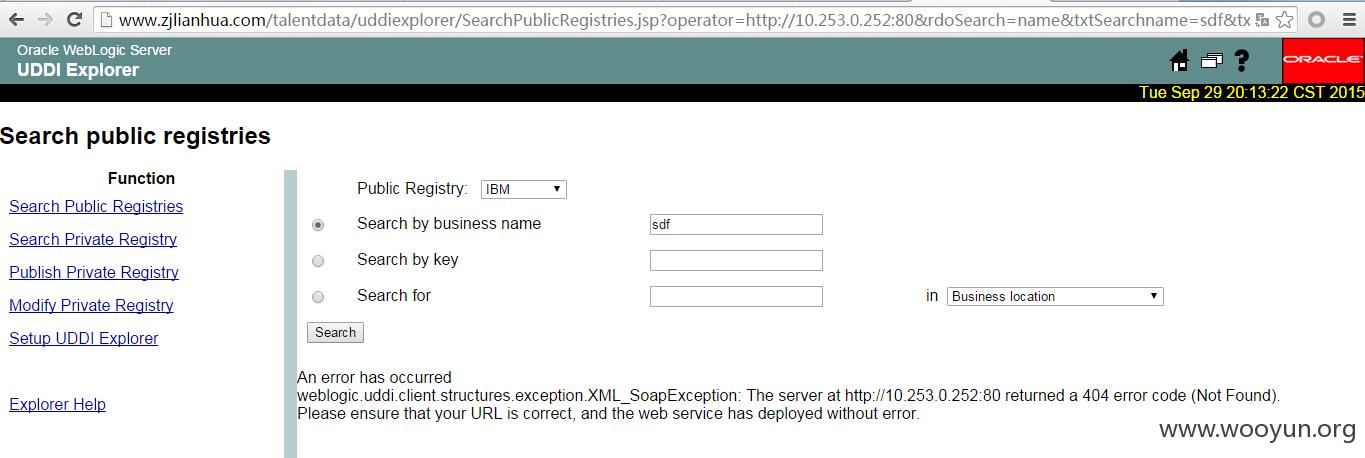 www.zjlianhua.com/talentdata/uddiexplorer/SearchPublicRegistries.jsp?operator=http://10.253.0.252:80&rdoSearch=name&txtSearchname=sdf&tx
Oracle WebLogic Server
UDDI Explorer
ORACLE
Tue Sep 29 20:13:22 CST 2015
Search public registries
Function
Search Public Registries
Search Private Registry
Publish Private Registry
Modify Private Registry
Setup UDDI Explorer
Explorer Help
Public Registry: IBM
Search by business name sdf
Search by key
Search for in Business location
Search
An error has occurred
weblogic.uddi.client.structures.exception.XML_SoapException: The server at http://10.253.0.252:80 returned a 404 error code (Not Found).
Please ensure that your URL is correct, and the web service has deployed without error.
www.wooyun.org